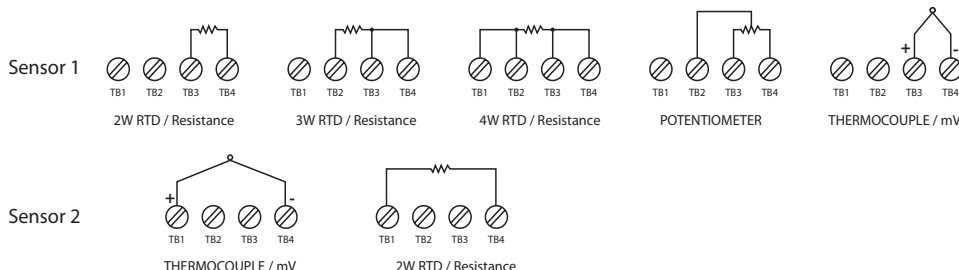 Sensor 1
+ -
TB1 TB2 TB3 TB4 TB1 TB2 TB3 TB4 TB1 TB2 TB3 TB4 TB1 TB2 TB3 TB4 TB1 TB2 TB3 TB4
2W RTD / Resistance 3W RTD / Resistance 4W RTD / Resistance POTENTIOMETER THERMOCOUPLE / mV
Sensor 2
+ -
TB1 TB2 TB3 TB4 TB1 TB2 TB3 TB4
THERMOCOUPLE / mV 2W RTD / Resistance